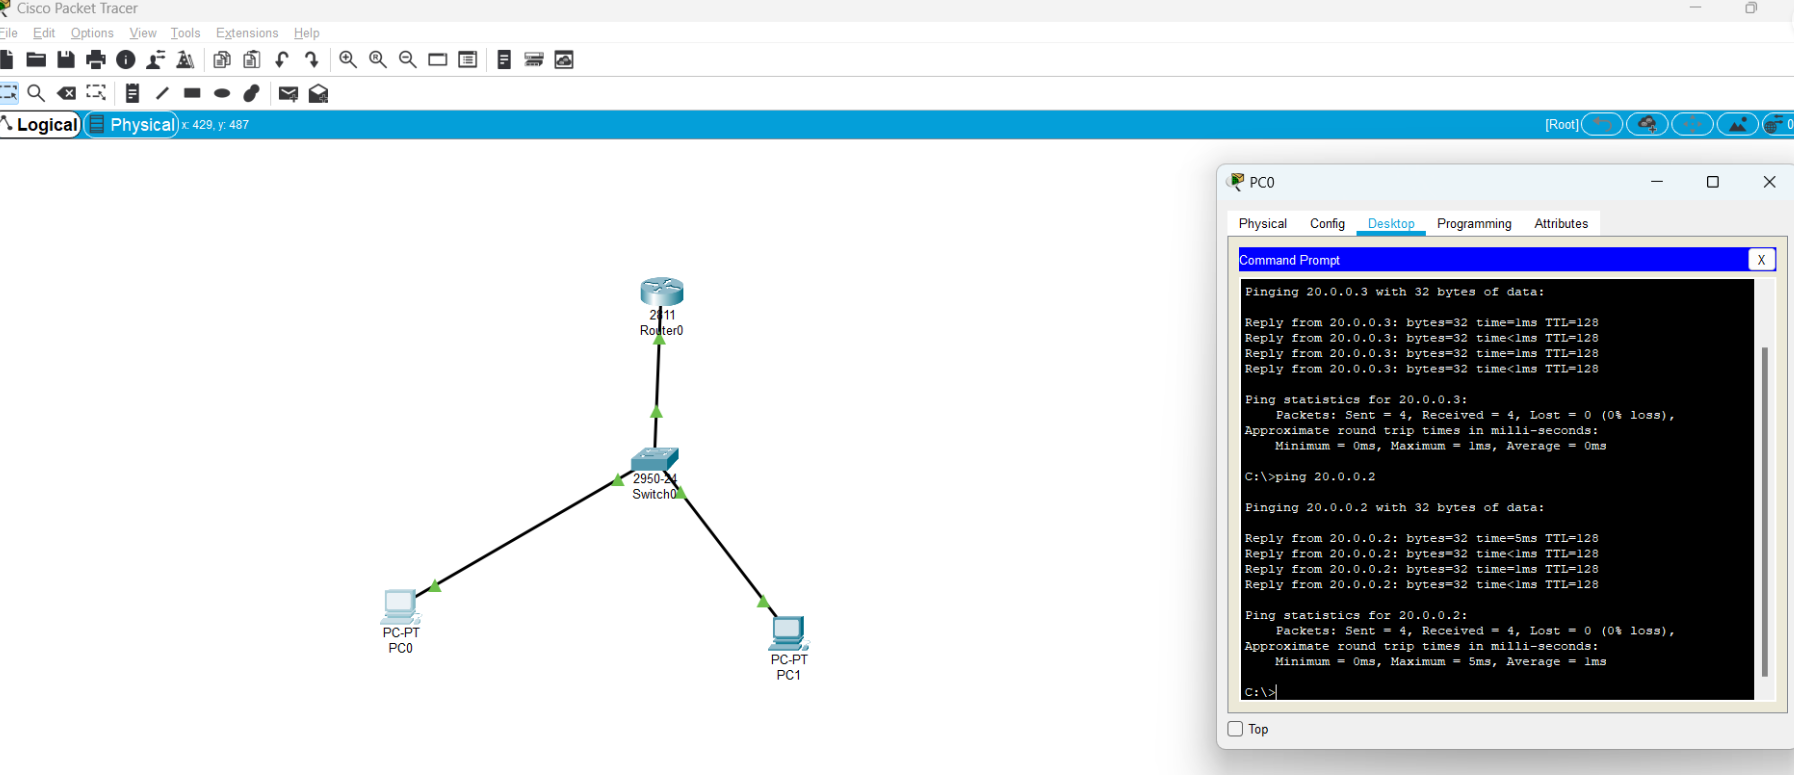 Cisco Packet Tracer
File Edit Options View Tools Extensions Help
Logical Physical x: 429, y: 487 [Root] 0
PC0
Physical Config Desktop Programming Attributes
Command Prompt X
Pinging 20.0.0.3 with 32 bytes of data:
Reply from 20.0.0.3: bytes=32 time=1ms TTL=128
Reply from 20.0.0.3: bytes=32 time<1ms TTL=128
Reply from 20.0.0.3: bytes=32 time=1ms TTL=128
Reply from 20.0.0.3: bytes=32 time<1ms TTL=128
Ping statistics for 20.0.0.3:
Packets: Sent = 4, Received = 4, Lost = 0 (0% loss),
Approximate round trip times in milli-seconds:
Minimum = 0ms, Maximum = 1ms, Average = 0ms
C:\>ping 20.0.0.2
Pinging 20.0.0.2 with 32 bytes of data:
Reply from 20.0.0.2: bytes=32 time=5ms TTL=128
Reply from 20.0.0.2: bytes=32 time<1ms TTL=128
Reply from 20.0.0.2: bytes=32 time=1ms TTL=128
Reply from 20.0.0.2: bytes=32 time<1ms TTL=128
Ping statistics for 20.0.0.2:
Packets: Sent = 4, Received = 4, Lost = 0 (0% loss),
Approximate round trip times in milli-seconds:
Minimum = 0ms, Maximum = 5ms, Average = 1ms
C:\>
Top
2811
Router0
2950-24
Switch0
PC-PT
PC0
PC-PT
PC1